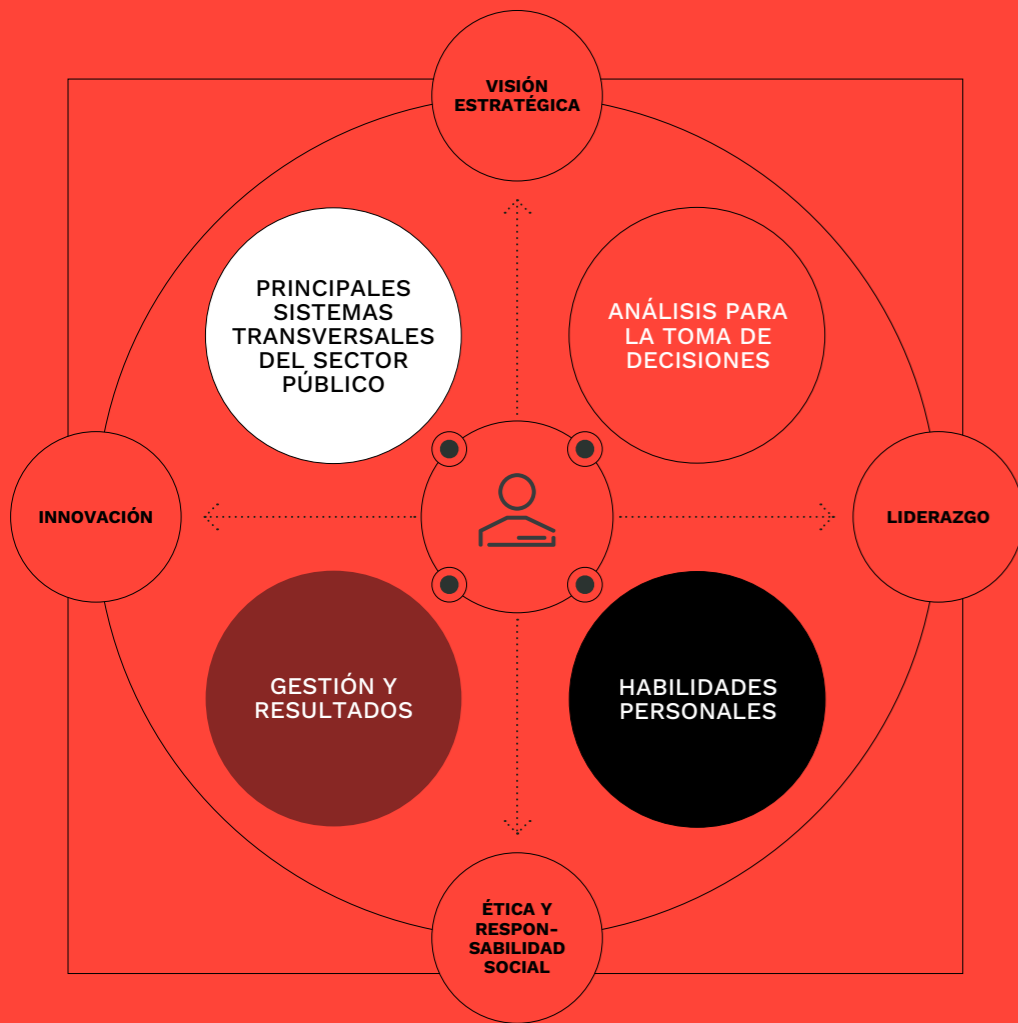 VISIÓN
ESTRATÉGICA
PRINCIPALES
SISTEMAS
TRANSVERSALES
DEL SECTOR
PÚBLICO
ANÁLISIS PARA
LA TOMA DE
DECISIONES
INNOVACIÓN
LIDERAZGO
GESTIÓN Y
RESULTADOS
HABILIDADES
PERSONALES
ÉTICA Y
RESPON-
SABILIDAD
SOCIAL